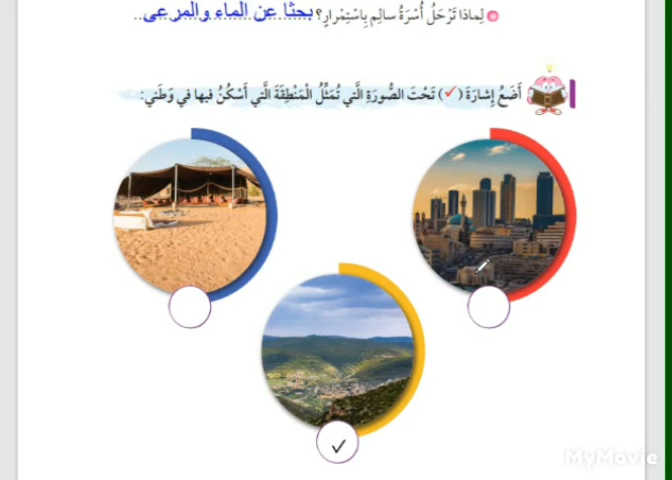 لِماذا تَرْحَلُ أُسْرَةُ سالِم بِاسْتِمْرارٍ؟ بحثًا عن الماء والمرعى
أَضَعُ إِشارَةَ (✓) تَحْتَ الصُّورَةِ الَّتي تُمَثِّلُ الْمَنْطِقَةَ الَّتي أَسْكُنُ فيها في وَطَني:
✓
MyMovie